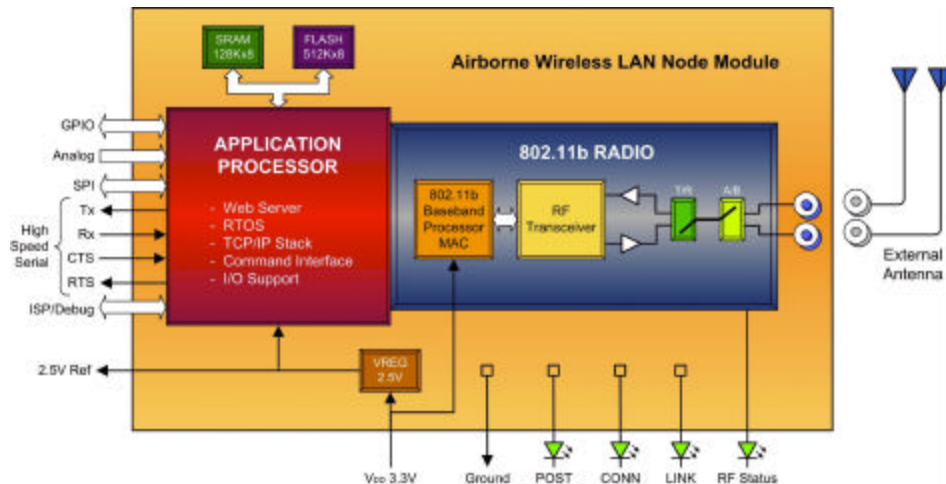 SRAM
128Kx8
FLASH
512Kx8
Airborne Wireless LAN Node Module
GPIO
Analog
SPI
High
Speed
Serial
Tx
Rx
CTS
RTS
ISP/Debug
APPLICATION
PROCESSOR
- Web Server
- RTOS
- TCP/IP Stack
- Command Interface
- I/O Support
802.11b RADIO
802.11b
Baseband
Processor
MAC
RF
Transceiver
T/R
A/B
External
Antenna
2.5V Ref
VREG
2.5V
VDD 3.3V
Ground
POST
CONN
LINK
RF Status